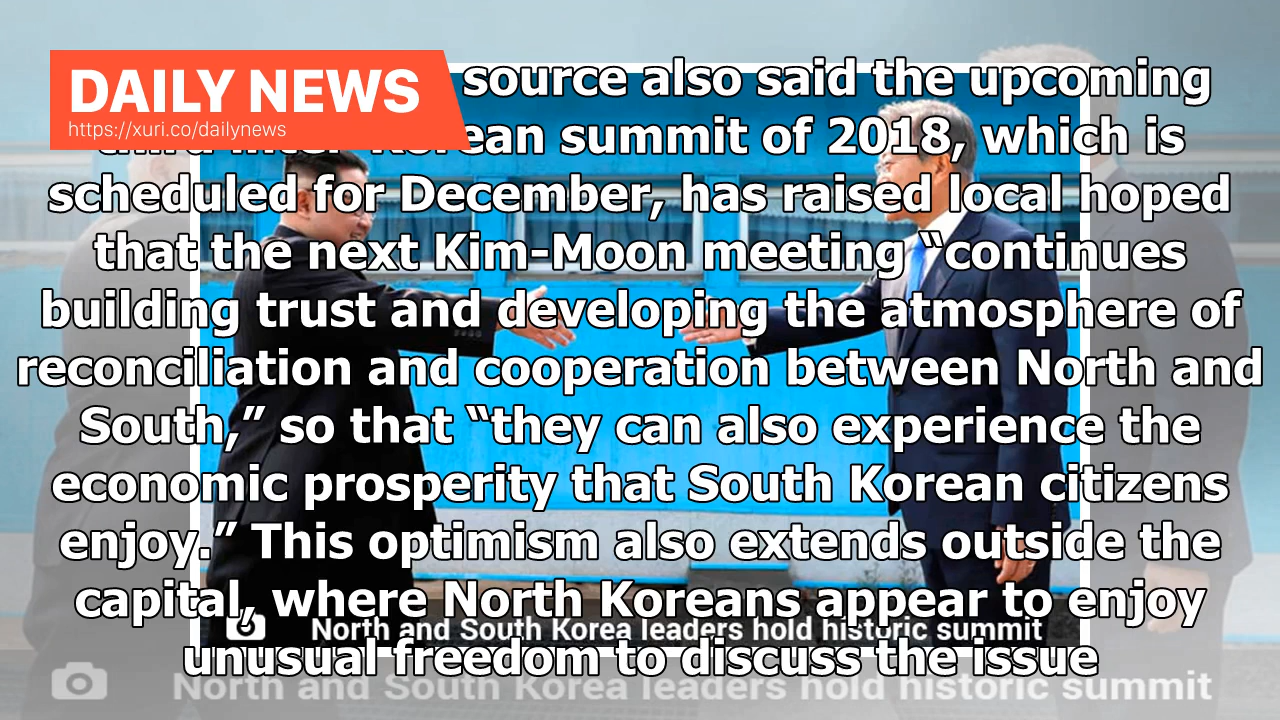 DAILY NEWS
https://xuri.co/dailynews
source also said the upcoming
third inter-Korean summit of 2018, which is
scheduled for December, has raised local hoped
that the next Kim-Moon meeting “continues
building trust and developing the atmosphere of
reconciliation and cooperation between North and
South,” so that “they can also experience the
economic prosperity that South Korean citizens
enjoy.” This optimism also extends outside the
capital, where North Koreans appear to enjoy
North and South Korea leaders hold historic summit
unusual freedom to discuss the issue
North and South Korea leaders hold historic summit